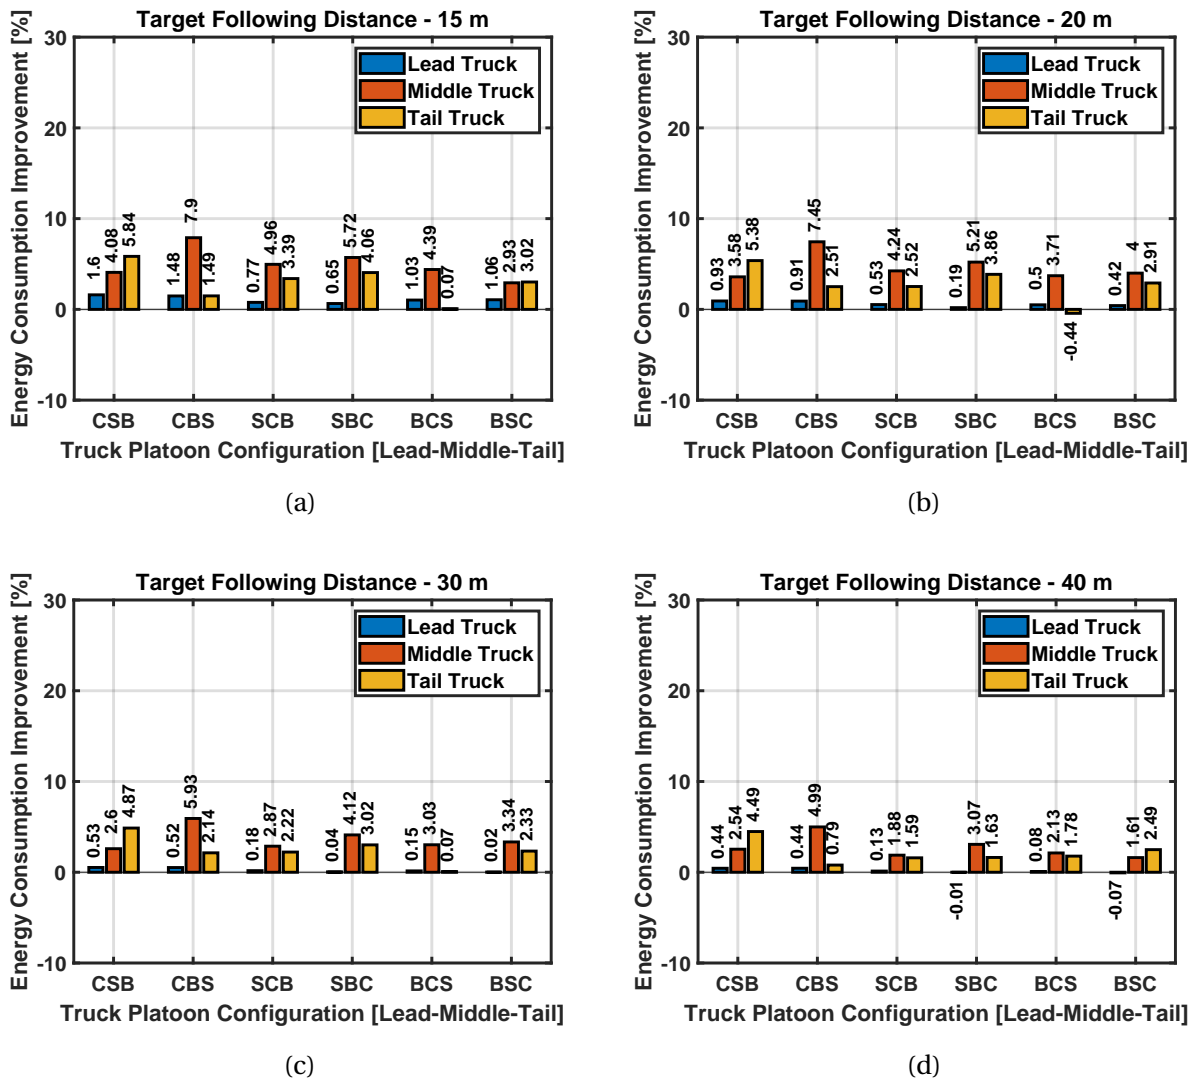 Target Following Distance - 15 m
Energy Consumption Improvement [%]
30
20
10
0
-10
Lead Truck
Middle Truck
Tail Truck
1.6 4.08 5.84
1.48 7.9 1.49
0.77 4.96 3.39
0.65 5.72 4.06
1.03 4.39 0.07
1.06 2.93 3.02
CSB CBS SCB SBC BCS BSC
Truck Platoon Configuration [Lead-Middle-Tail]
(a)
Target Following Distance - 20 m
Energy Consumption Improvement [%]
30
20
10
0
-10
Lead Truck
Middle Truck
Tail Truck
0.93 3.58 5.38
0.91 7.45 2.51
0.53 4.24 2.52
0.19 5.21 3.86
0.5 3.71 -0.44
0.42 4 2.91
CSB CBS SCB SBC BCS BSC
Truck Platoon Configuration [Lead-Middle-Tail]
(b)
Target Following Distance - 30 m
Energy Consumption Improvement [%]
30
20
10
0
-10
Lead Truck
Middle Truck
Tail Truck
0.53 2.6 4.87
0.52 5.93 2.14
0.18 2.87 2.22
0.04 4.12 3.02
0.15 3.03 0.07
0.02 3.34 2.33
CSB CBS SCB SBC BCS BSC
Truck Platoon Configuration [Lead-Middle-Tail]
(c)
Target Following Distance - 40 m
Energy Consumption Improvement [%]
30
20
10
0
-10
Lead Truck
Middle Truck
Tail Truck
0.44 2.54 4.49
0.44 4.99 0.79
0.13 1.88 1.59
-0.01 3.07 1.63
0.08 2.13 1.78
-0.07 1.61 2.49
CSB CBS SCB SBC BCS BSC
Truck Platoon Configuration [Lead-Middle-Tail]
(d)